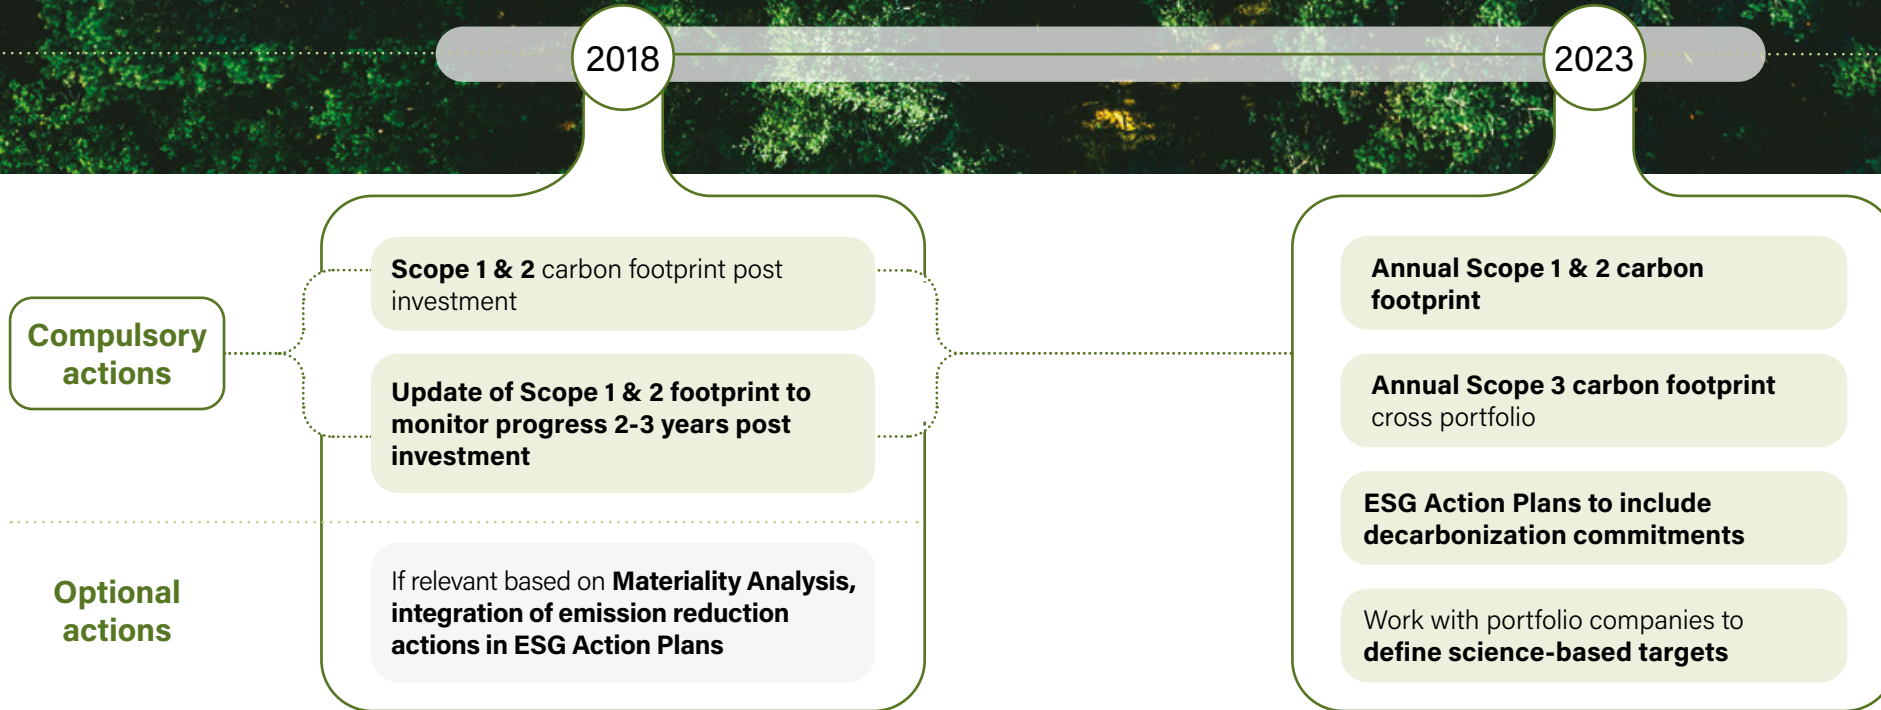 2018
2023
Compulsory
actions
Scope 1 & 2 carbon footprint post
investment
Update of Scope 1 & 2 footprint to
monitor progress 2-3 years post
investment
Optional
actions
If relevant based on Materiality Analysis,
integration of emission reduction
actions in ESG Action Plans
Annual Scope 1 & 2 carbon
footprint
Annual Scope 3 carbon footprint
cross portfolio
ESG Action Plans to include
decarbonization commitments
Work with portfolio companies to
define science-based targets